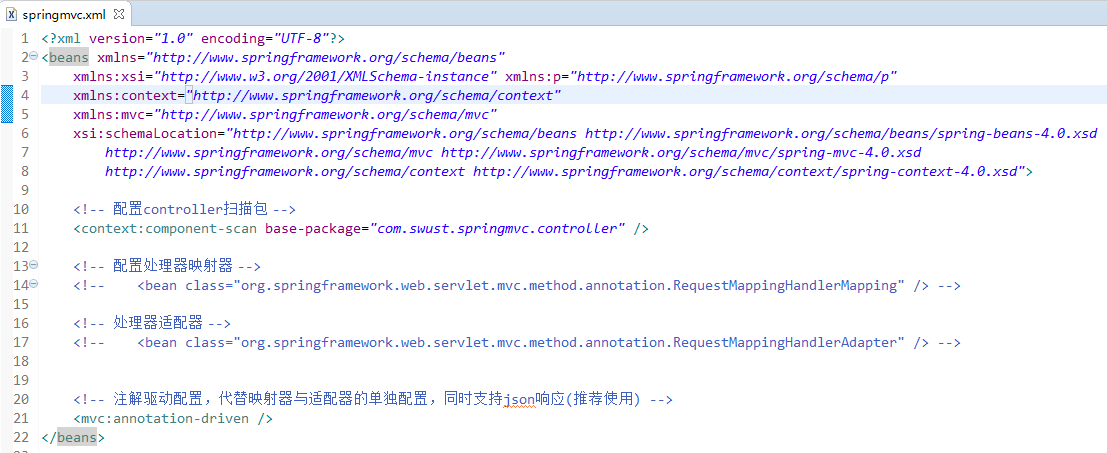 springmvc.xml
1 <?xml version="1.0" encoding="UTF-8"?>
2 <beans xmlns="http://www.springframework.org/schema/beans"
3 xmlns:xsi="http://www.w3.org/2001/XMLSchema-instance" xmlns:p="http://www.springframework.org/schema/p"
4 xmlns:context="http://www.springframework.org/schema/context"
5 xmlns:mvc="http://www.springframework.org/schema/mvc"
6 xsi:schemaLocation="http://www.springframework.org/schema/beans http://www.springframework.org/schema/beans/spring-beans-4.0.xsd
7 http://www.springframework.org/schema/mvc http://www.springframework.org/schema/mvc/spring-mvc-4.0.xsd
8 http://www.springframework.org/schema/context http://www.springframework.org/schema/context/spring-context-4.0.xsd">
9
10 <!-- 配置controller扫描包 -->
11 <context:component-scan base-package="com.swust.springmvc.controller" />
12
13 <!-- 配置处理器映射器 -->
14 <!-- <bean class="org.springframework.web.servlet.mvc.method.annotation.RequestMappingHandlerMapping" /> -->
15
16 <!-- 处理器适配器 -->
17 <!-- <bean class="org.springframework.web.servlet.mvc.method.annotation.RequestMappingHandlerAdapter" /> -->
18
19
20 <!-- 注解驱动配置，代替映射器与适配器的单独配置，同时支持json响应(推荐使用) -->
21 <mvc:annotation-driven />
22 </beans>